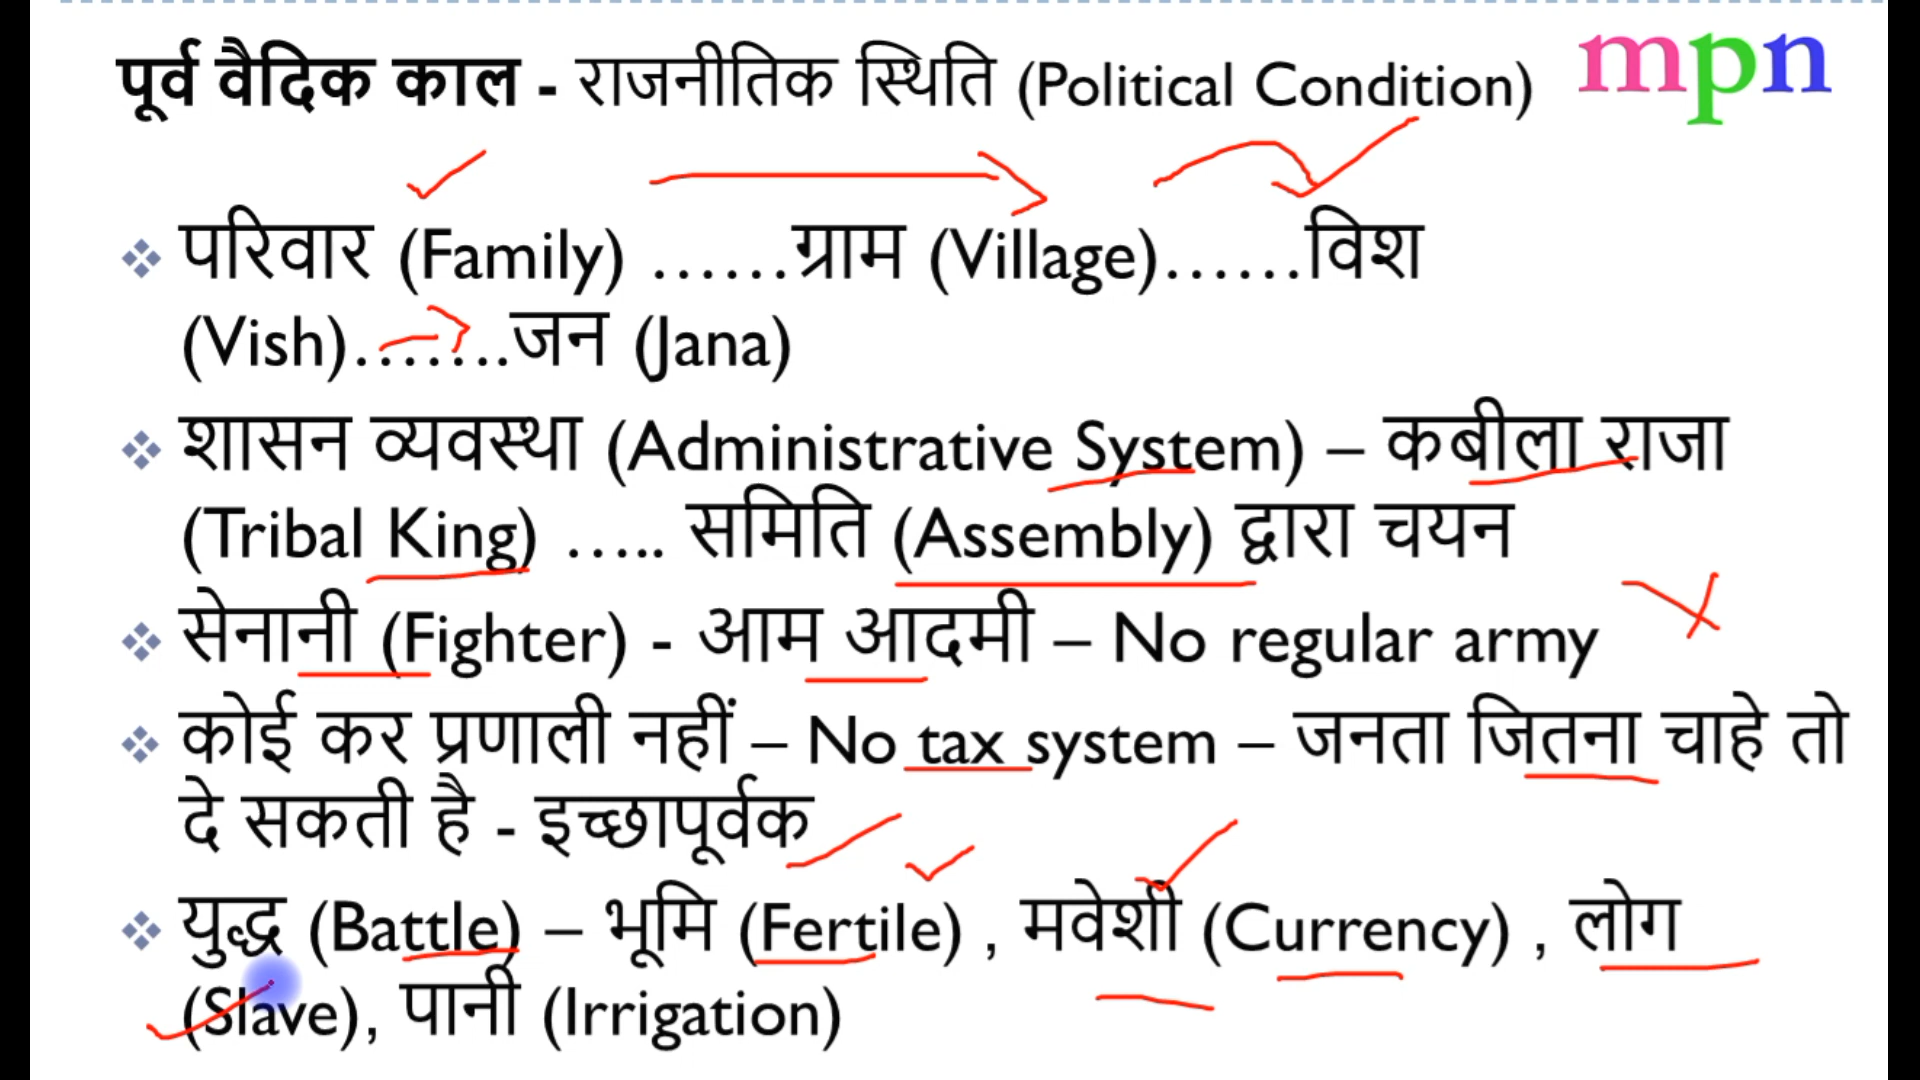 पूर्व वैदिक काल - राजनीतिक स्थिति (Political Condition)
mpn
परिवार (Family) ......ग्राम (Village)......विश
(Vish).......जन (Jana)
शासन व्यवस्था (Administrative System) – कबीला राजा
(Tribal King) ..... समिति (Assembly) द्वारा चयन
सेनानी (Fighter) - आम आदमी – No regular army
कोई कर प्रणाली नहीं – No tax system – जनता जितना चाहे तो
दे सकती है - इच्छापूर्वक
युद्ध (Battle) – भूमि (Fertile) , मवेशी (Currency) , लोग
(Slave), पानी (Irrigation)